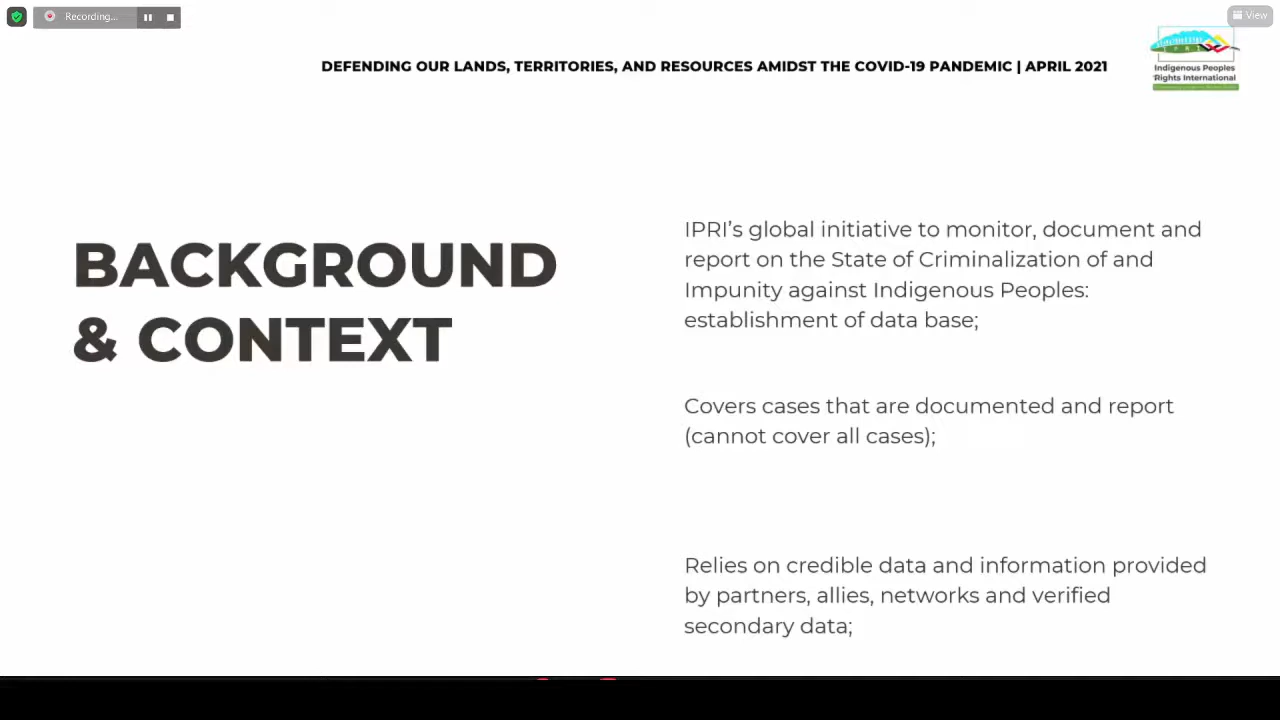 Recording...
View
DEFENDING OUR LANDS, TERRITORIES, AND RESOURCES AMIDST THE COVID-19 PANDEMIC | APRIL 2021
Indigenous Peoples
Rights International
BACKGROUND
& CONTEXT
IPRI's global initiative to monitor, document and
report on the State of Criminalization of and
Impunity against Indigenous Peoples:
establishment of data base;
Covers cases that are documented and report
(cannot cover all cases);
Relies on credible data and information provided
by partners, allies, networks and verified
secondary data;